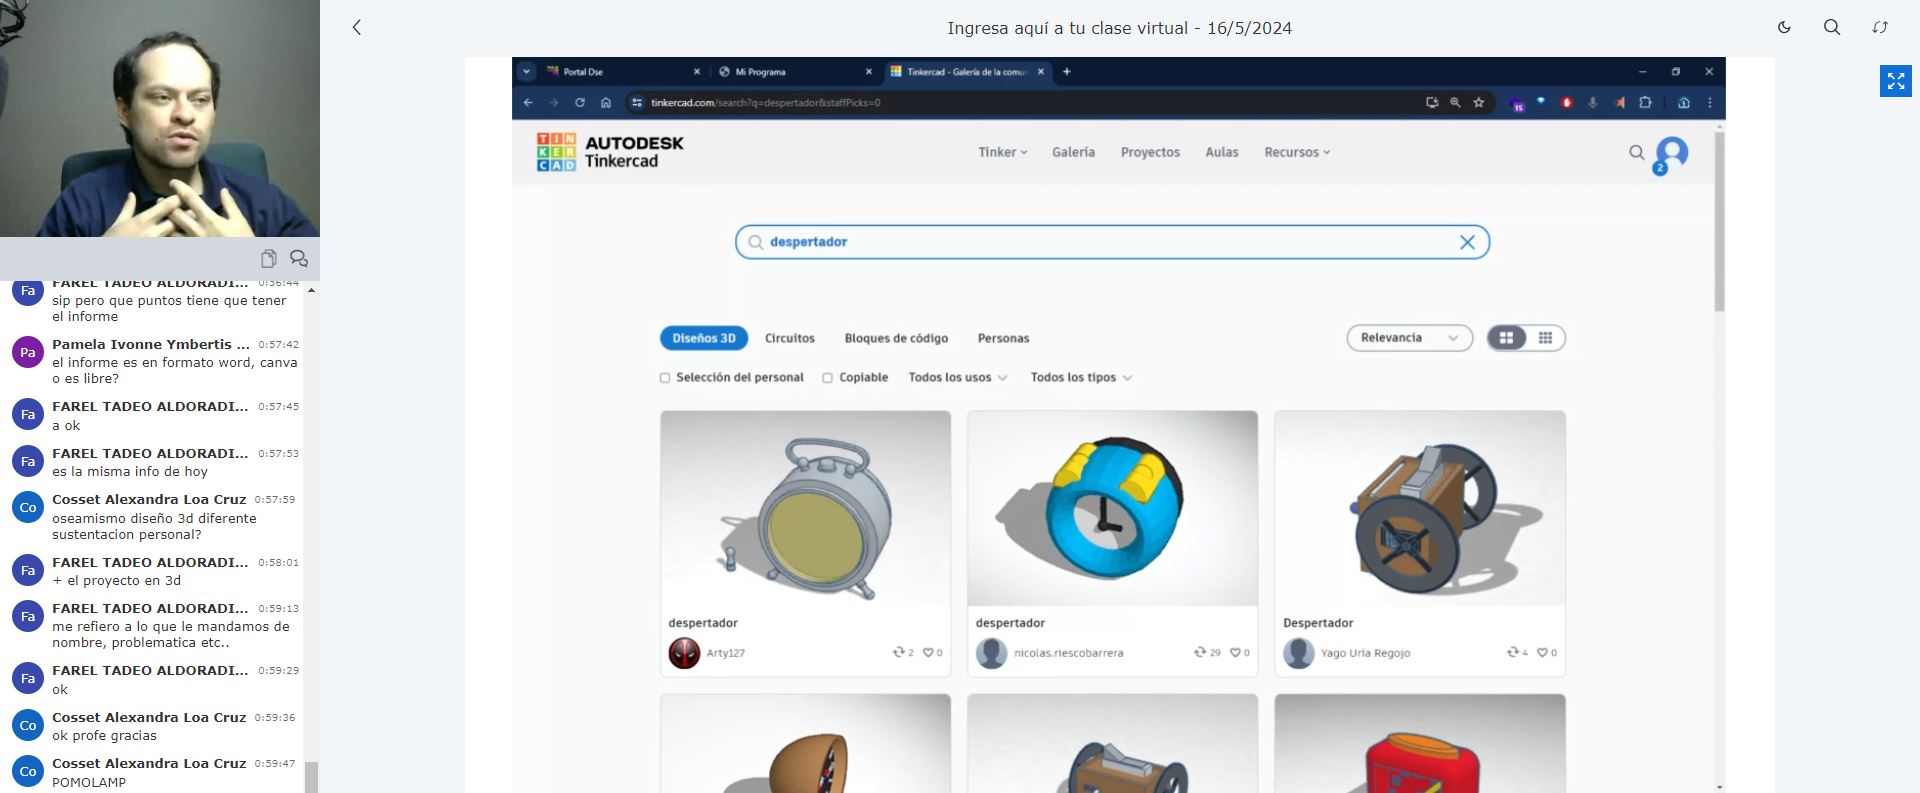 Ingresa aquí a tu clase virtual - 16/5/2024
Fa
FAREL TADEO ALDORADI... 0:56:44
sip pero que puntos tiene que tener
el informe
Pa
Pamela Ivonne Ymbertis ... 0:57:42
el informe es en formato word, canva
o es libre?
Fa
FAREL TADEO ALDORADI... 0:57:45
a ok
Fa
FAREL TADEO ALDORADI... 0:57:53
es la misma info de hoy
Co
Cosset Alexandra Loa Cruz 0:57:59
oseamismo diseño 3d diferente
sustentacion personal?
Fa
FAREL TADEO ALDORADI... 0:58:01
+ el proyecto en 3d
Fa
FAREL TADEO ALDORADI... 0:59:13
me refiero a lo que le mandamos de
nombre, problematica etc..
Fa
FAREL TADEO ALDORADI... 0:59:29
ok
Co
Cosset Alexandra Loa Cruz 0:59:36
ok profe gracias
Co
Cosset Alexandra Loa Cruz 0:59:47
POMOLAMP
Portal Dse
Mi Programa
Tinkercad - Galería de la comun
tinkercad.com/search?q=despertador&staffPicks=0
15
TIN
KER
CAD
AUTODESK
Tinkercad
Tinker Galería Proyectos Aulas Recursos
2
despertador
Diseños 3D Circuitos Bloques de código Personas
Relevancia
Selección del personal Copiable Todos los usos Todos los tipos
despertador
Arty127 2 0
despertador
nicolas.riescobarrera 29 0
Despertador
Yago Uría Regojo 4 0